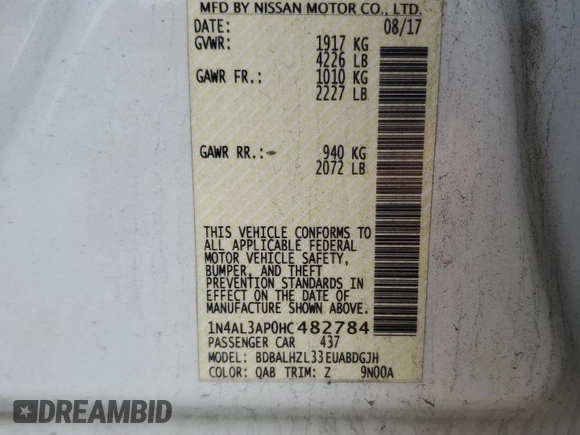 MFD BY NISSAN MOTOR CO., LTD.
DATE: 08/17
GVWR: 1917 KG
4226 LB
GAWR FR.: 1010 KG
2227 LB
GAWR RR.: 940 KG
2072 LB
THIS VEHICLE CONFORMS TO
ALL APPLICABLE FEDERAL
MOTOR VEHICLE SAFETY,
BUMPER, AND THEFT
PREVENTION STANDARDS IN
EFFECT ON THE DATE OF
MANUFACTURE SHOWN ABOVE.
1N4AL3AP0HC482784
PASSENGER CAR 437
MODEL: BDBALHZL33EUABDGJH
COLOR: QAB TRIM: Z 9N00A
DREAMBID